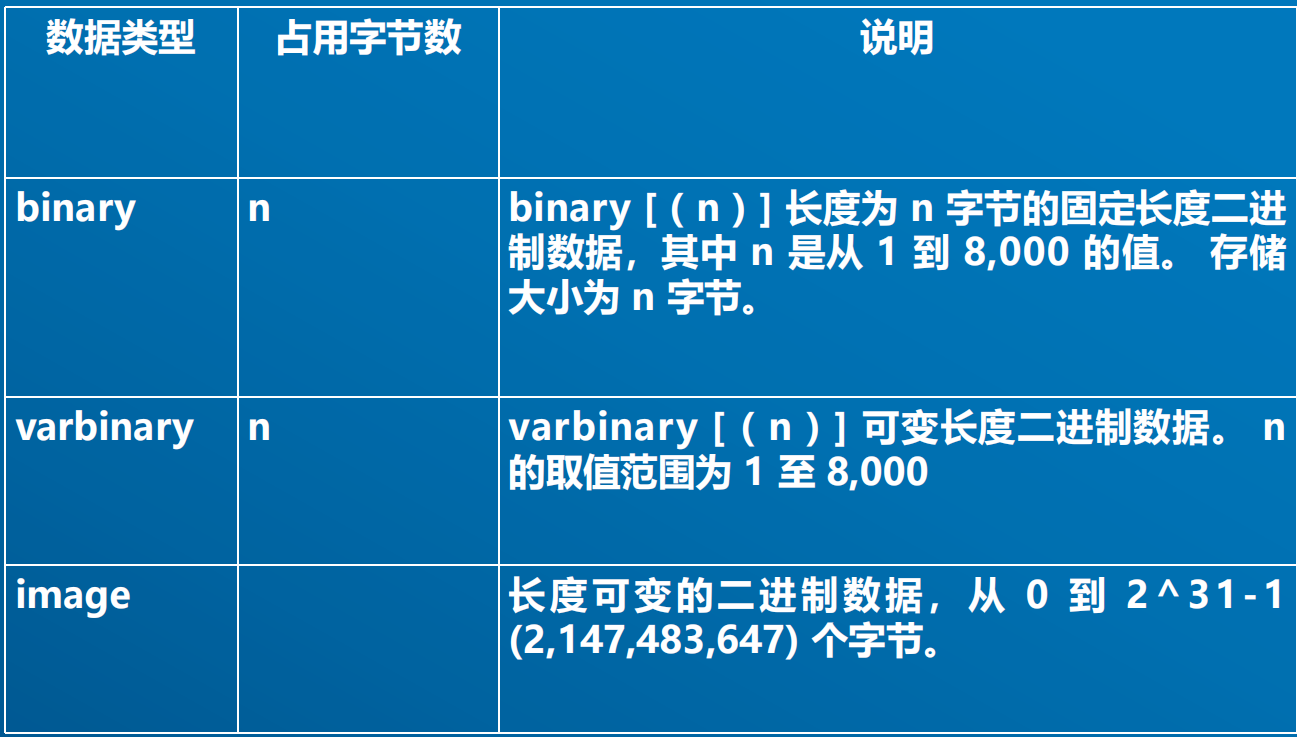 数据类型
占用字节数
说明
binary
n
binary [ ( n ) ] 长度为 n 字节的固定长度二进
制数据，其中 n 是从 1 到 8,000 的值。 存储
大小为 n 字节。
varbinary
n
varbinary [ ( n ) ] 可变长度二进制数据。 n
的取值范围为 1 至 8,000
image
长度可变的二进制数据，从 0 到 2^31-1
(2,147,483,647) 个字节。